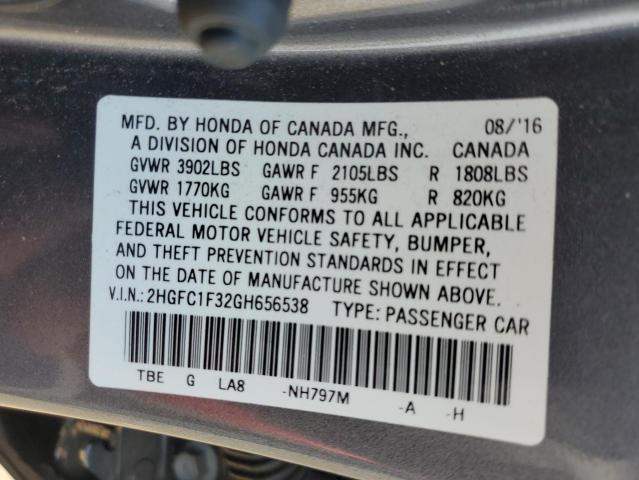 MFD. BY HONDA OF CANADA MFG., 08/'16
A DIVISION OF HONDA CANADA INC. CANADA
GVWR 3902LBS GAWR F 2105LBS R 1808LBS
GVWR 1770KG GAWR F 955KG R 820KG
THIS VEHICLE CONFORMS TO ALL APPLICABLE
FEDERAL MOTOR VEHICLE SAFETY, BUMPER,
AND THEFT PREVENTION STANDARDS IN EFFECT
ON THE DATE OF MANUFACTURE SHOWN ABOVE.
V.I.N.: 2HGFC1F32GH656538 TYPE: PASSENGER CAR
TBE G LA8 -NH797M -A -H